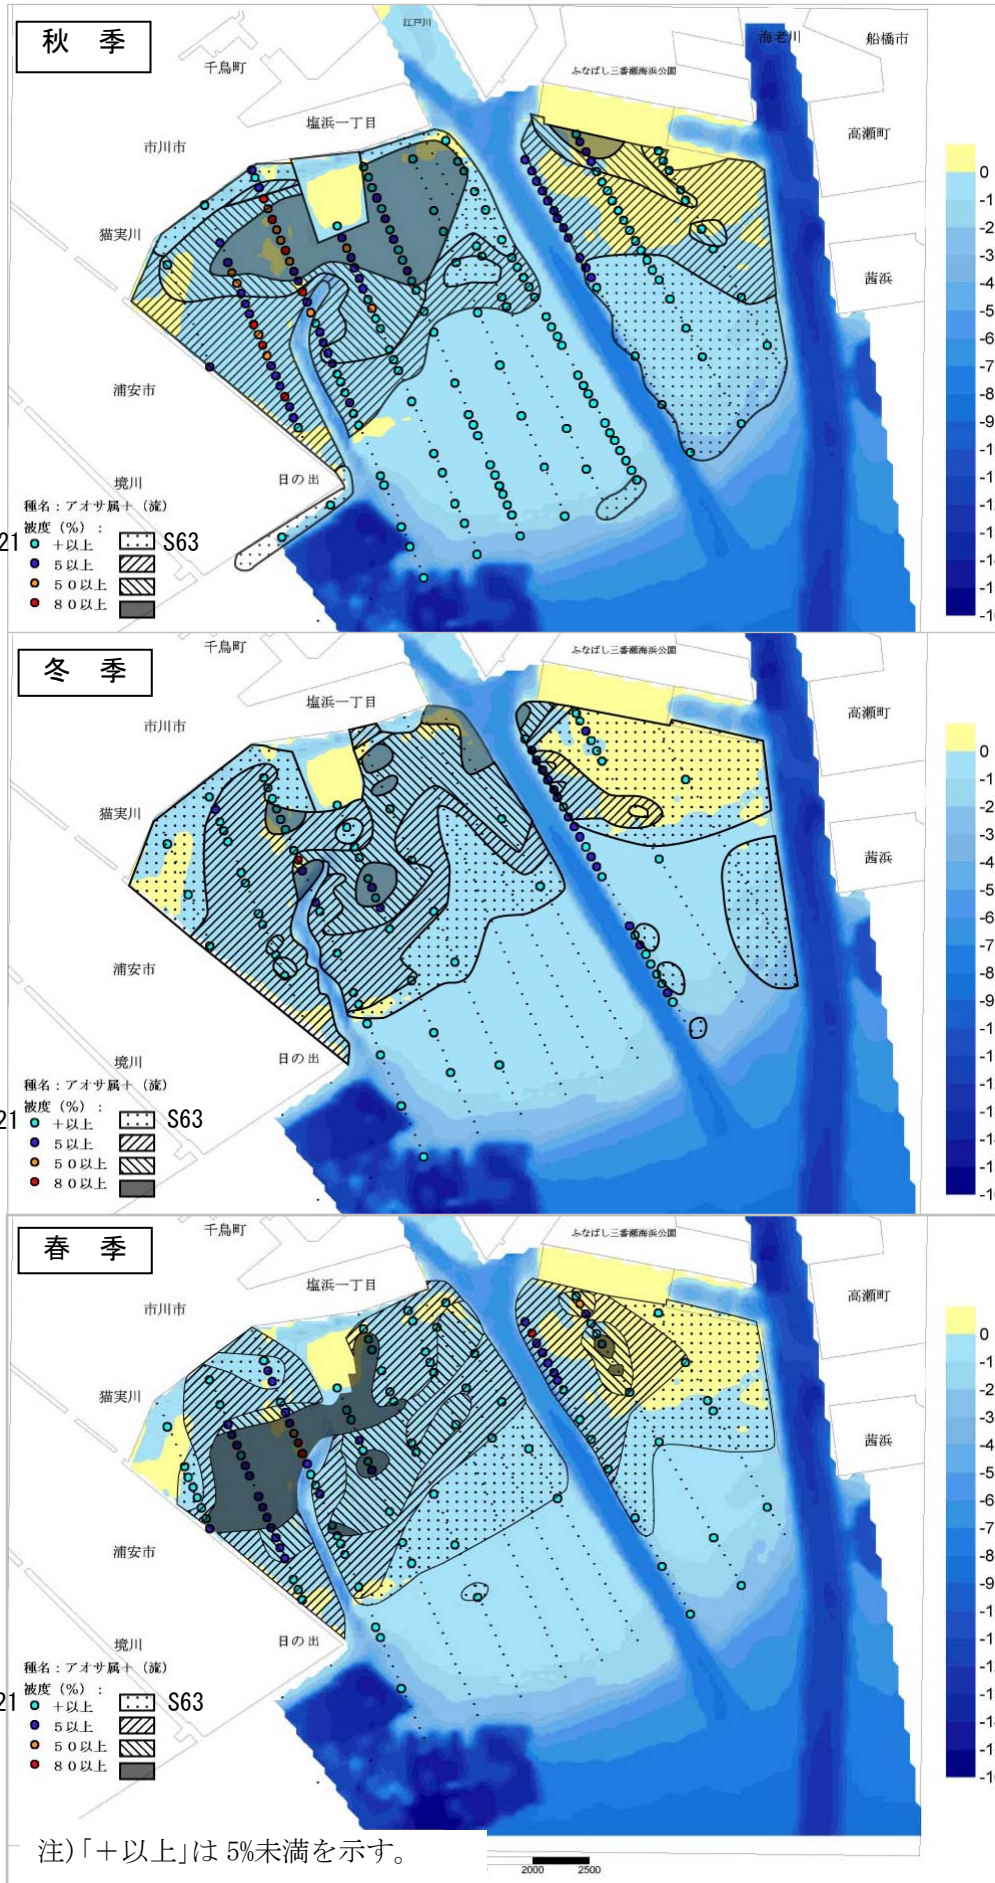 秋 季
江戸川
海老川
船橋市
千鳥町
ふなばし三番瀬海浜公園
塩浜一丁目
高瀬町
市川市
猫実川
茜浜
浦安市
境川
日の出
種名：アオサ属＋（流）
被度（%）：
21
＋以上
S63
5以上
50以上
80以上
0
-1
-2
-3
-4
-5
-6
-7
-8
-9
冬 季
千鳥町
ふなばし三番瀬海浜公園
塩浜一丁目
高瀬町
市川市
猫実川
茜浜
浦安市
境川
日の出
種名：アオサ属＋（流）
被度（%）：
21
＋以上
S63
5以上
50以上
80以上
0
-1
-2
-3
-4
-5
-6
-7
-8
-9
春 季
千鳥町
ふなばし三番瀬海浜公園
塩浜一丁目
高瀬町
市川市
猫実川
茜浜
浦安市
境川
日の出
種名：アオサ属＋（流）
被度（%）：
21
＋以上
S63
5以上
50以上
80以上
0
-1
-2
-3
-4
-5
-6
-7
-8
-9
注)「＋以上」は 5%未満を示す。
2000 2500